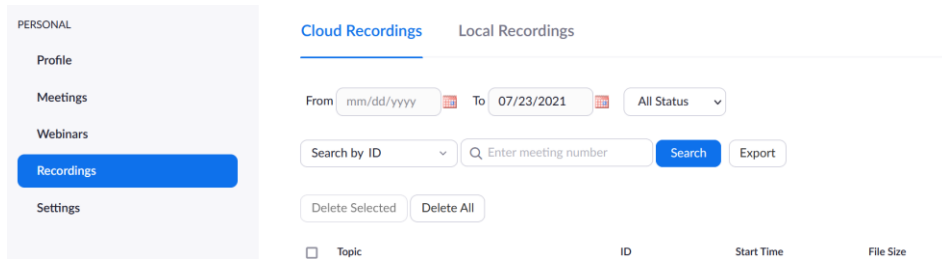 PERSONAL
Profile
Meetings
Webinars
Recordings
Settings
Cloud Recordings Local Recordings
From mm/dd/yyyy To 07/23/2021 All Status
Search by ID Enter meeting number Search Export
Delete Selected Delete All
Topic ID Start Time File Size